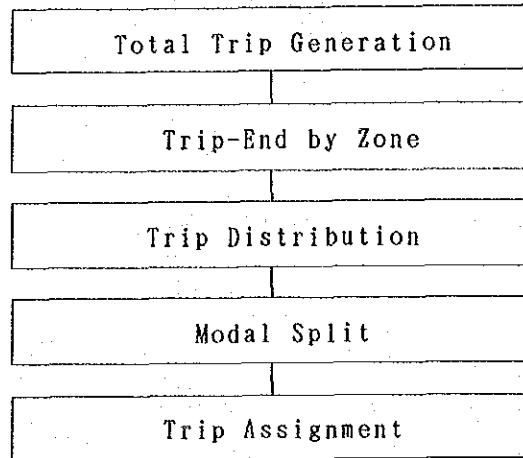 Total Trip Generation
Trip-End by Zone
Trip Distribution
Modal Split
Trip Assignment